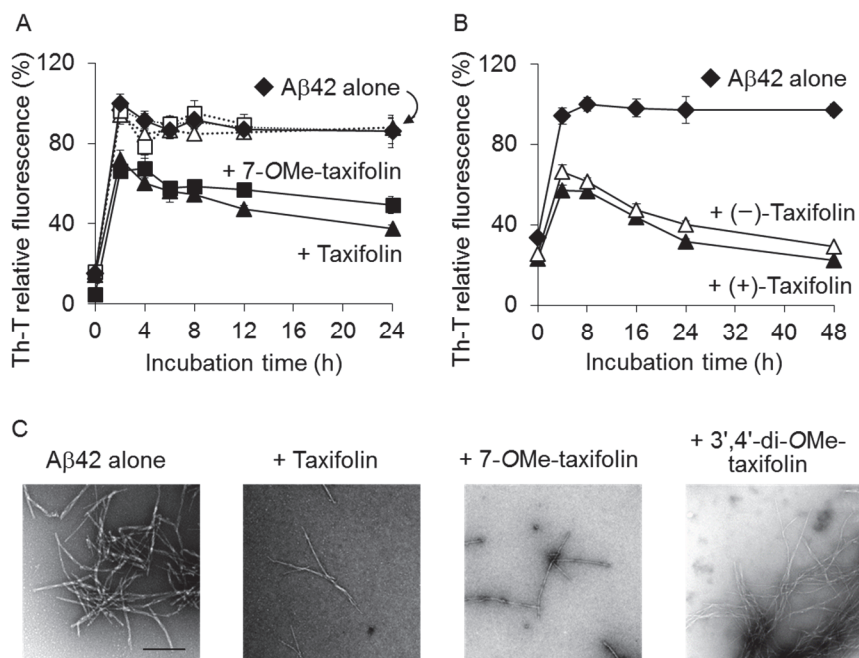 A
Th-T relative fluorescence (%)
120
80
40
0
Aβ42 alone
+ 7-OMe-taxifolin
+ Taxifolin
0 4 8 12 16 20 24
Incubation time (h)
B
Th-T relative fluorescence (%)
120
80
40
0
Aβ42 alone
+ (−)-Taxifolin
+ (+)-Taxifolin
0 8 16 24 32 40 48
Incubation time (h)
C
Aβ42 alone
+ Taxifolin
+ 7-OMe-taxifolin
+ 3',4'-di-OMe-
taxifolin